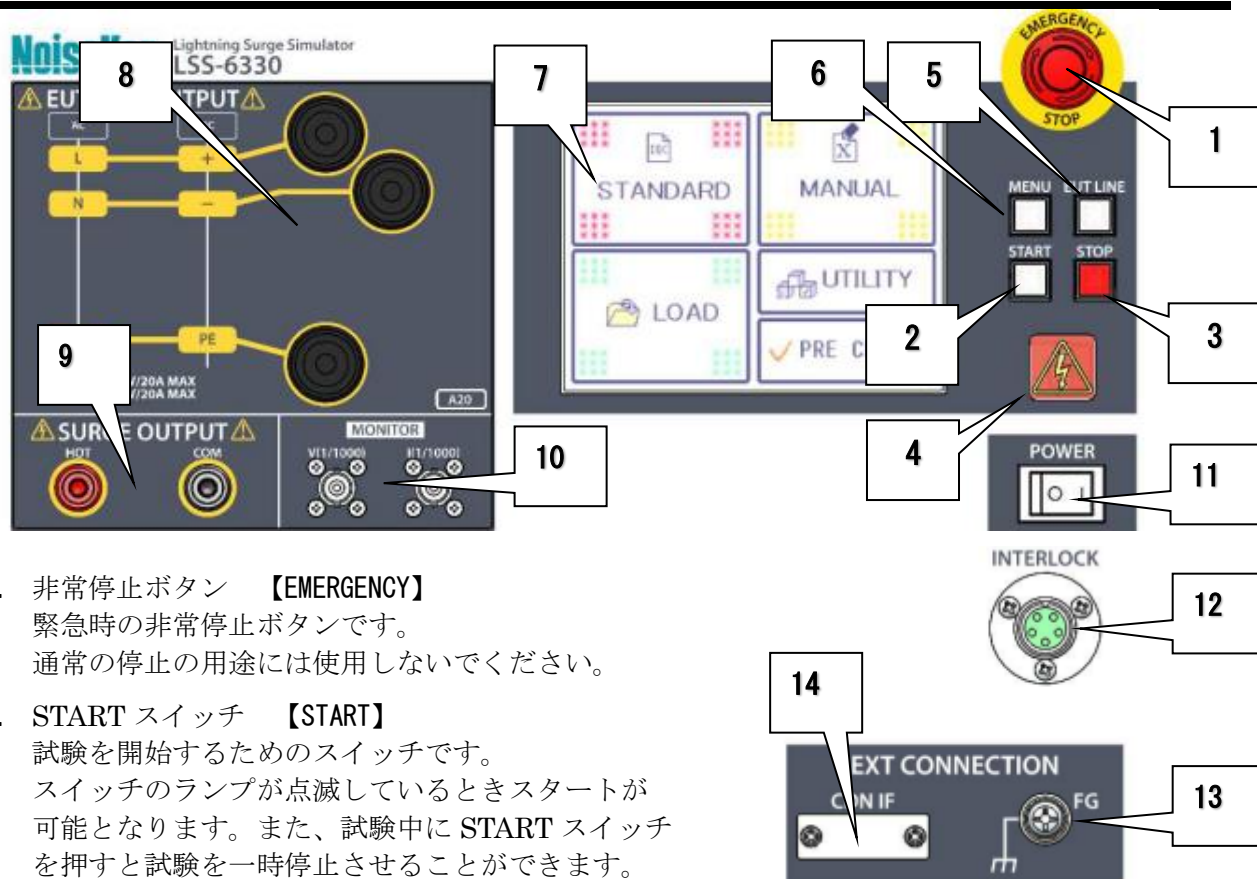 Lightning Surge Simulator
LSS-6330
8
7
6
5
1
EMERGENCY
STOP
L
+
N
-
PE
/20A MAX
/20A MAX
A20
9
SURGE OUTPUT
HOT
COM
MONITOR
V(1/1000)
I(1/1000)
10
STANDARD
MANUAL
LOAD
UTILITY
PRE
MENU
EUT LINE
START
STOP
2
3
4
POWER
11
INTERLOCK
12
非常停止ボタン 【EMERGENCY】
緊急時の非常停止ボタンです。
通常の停止の用途には使用しないでください。
START スイッチ 【START】
試験を開始するためのスイッチです。
スイッチのランプが点滅しているときスタートが
可能となります。また、試験中に START スイッチ
を押すと試験を一時停止させることができます。
14
EXT CONNECTION
FG
13